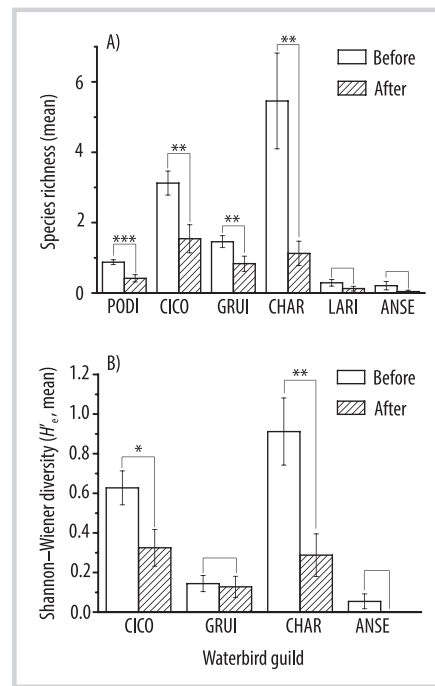 A)
Before
After
Species richness (mean)
6
4
2
0
***
**
**
**
PODI CICO GRUI CHAR LARI ANSE
B)
Before
After
Shannon–Wiener diversity (H′e, mean)
1.2
1.0
0.8
0.6
0.4
0.2
0.0
*
**
CICO GRUI CHAR ANSE
Waterbird guild